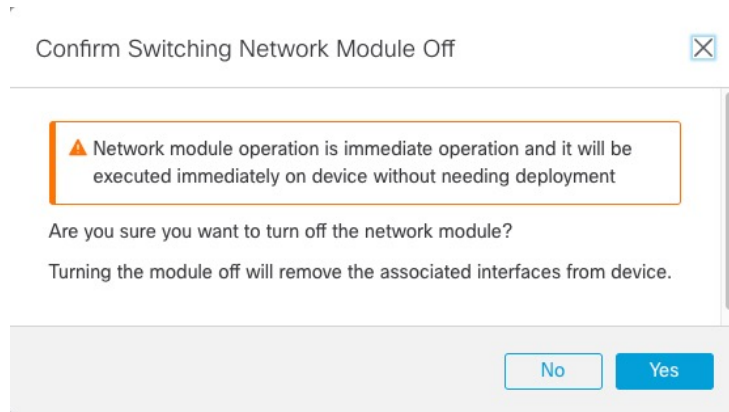 Confirm Switching Network Module Off
Network module operation is immediate operation and it will be
executed immediately on device without needing deployment
Are you sure you want to turn off the network module?
Turning the module off will remove the associated interfaces from device.
No
Yes